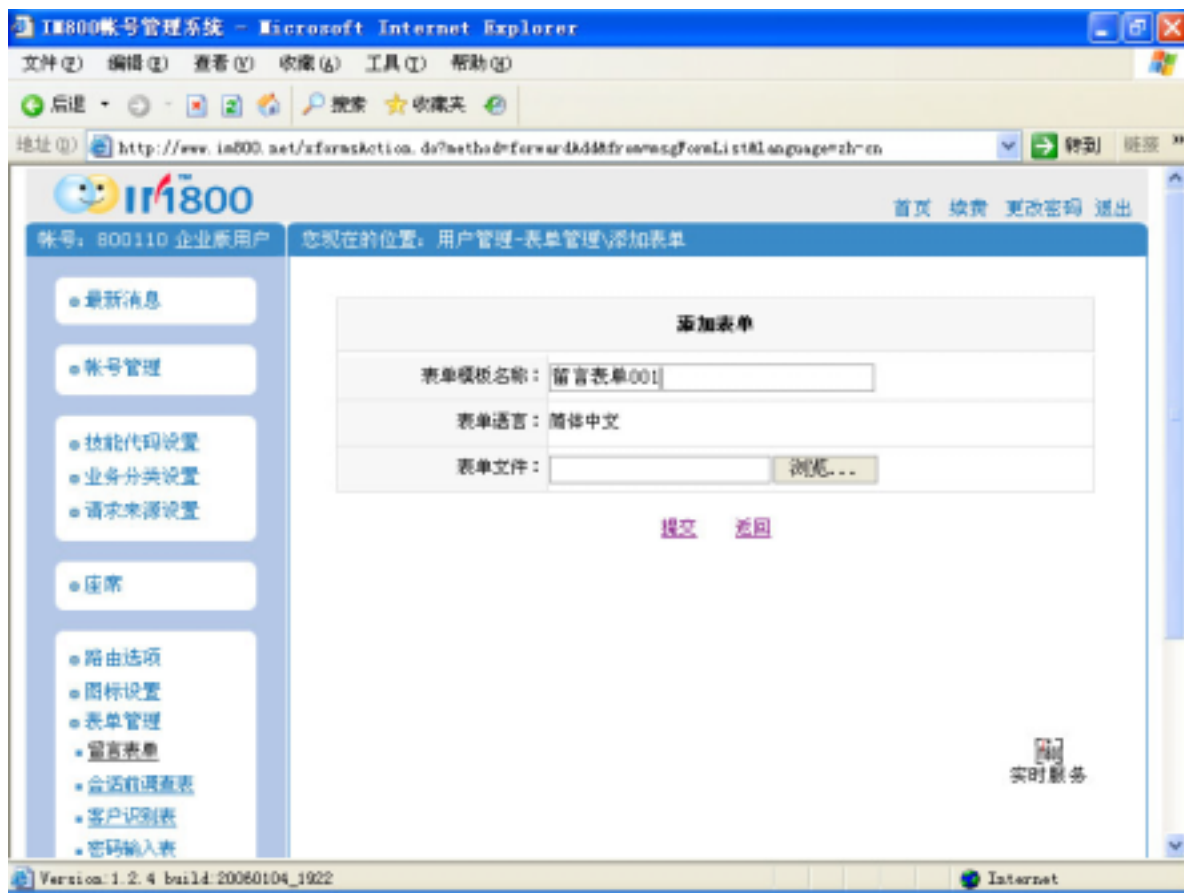 IM800帐号管理系统 - Microsoft Internet Explorer
文件(F) 编辑(E) 查看(V) 收藏(A) 工具(T) 帮助(H)
后退 搜索 收藏夹
地址(D) http://www.im800.net/xformsAction.do?method=forwardAdd&from=msgFormList&language=zh-cn 转到 链接 »
IM800™
首页 续费 更改密码 退出
帐号：800110 企业版用户 您现在的位置：用户管理-表单管理\添加表单
最新消息
帐号管理
技能代码设置
业务分类设置
请求来源设置
座席
路由选项
图标设置
表单管理
留言表单
会话前调查表
客户识别表
密码输入表
添加表单
表单模板名称：留言表单001
表单语言：简体中文
表单文件： 浏览...
提交 返回
实时服务
Version:1.2.4 build:20060104_1922 Internet